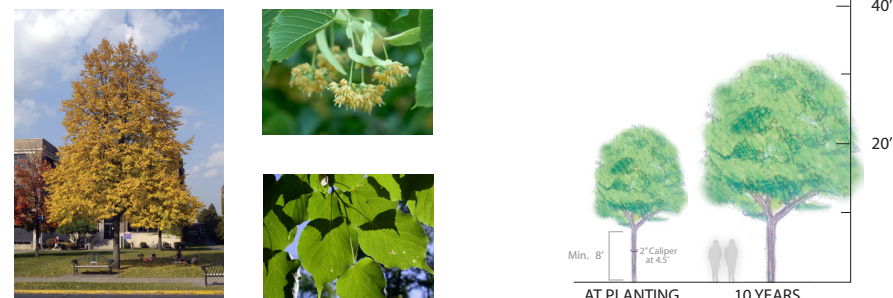 40'
20'
Min. 8'
2" Caliper
at 4.5'
AT PLANTING
10 YEARS